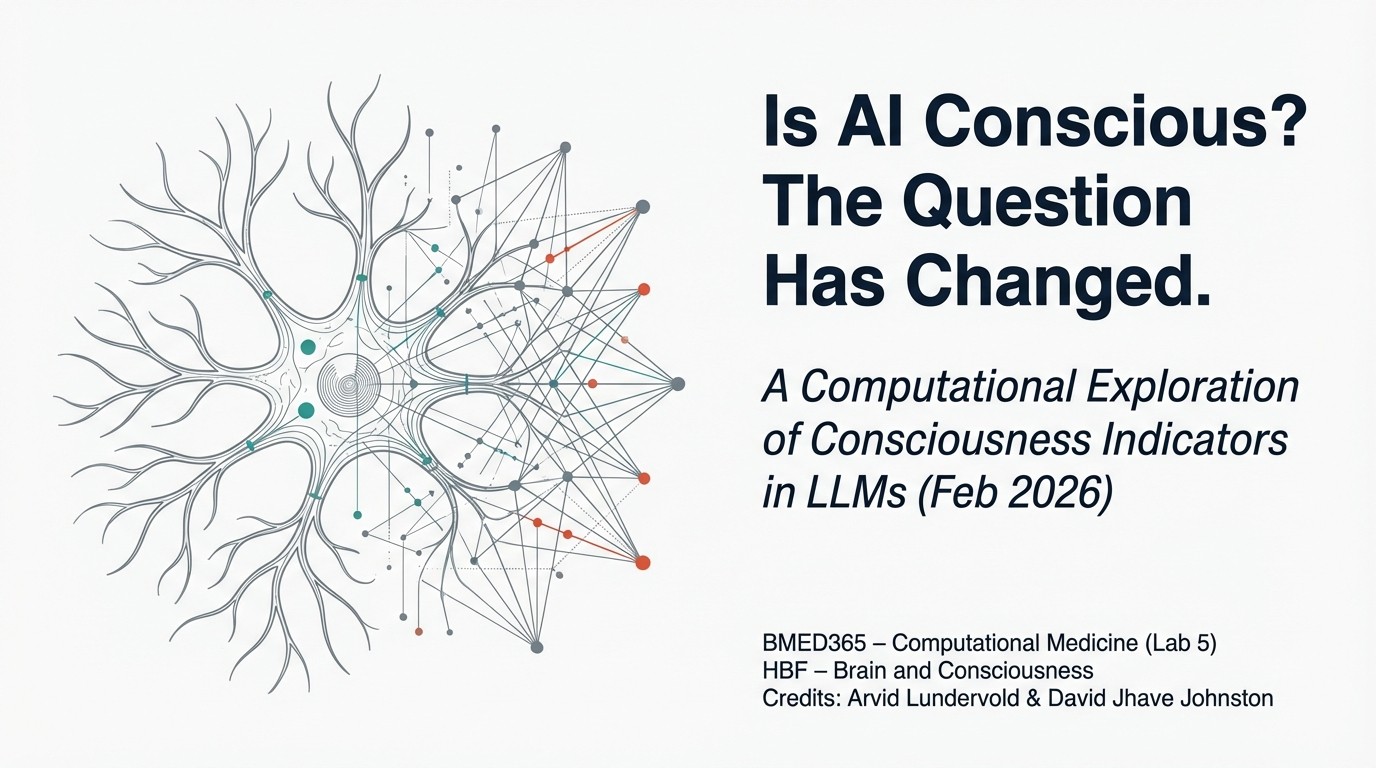 Is AI Conscious?
The Question
Has Changed.
A Computational Exploration
of Consciousness Indicators
in LLMs (Feb 2026)
BMED365 – Computational Medicine (Lab 5)
HBF – Brain and Consciousness
Credits: Arvid Lundervold & David Jhave Johnston